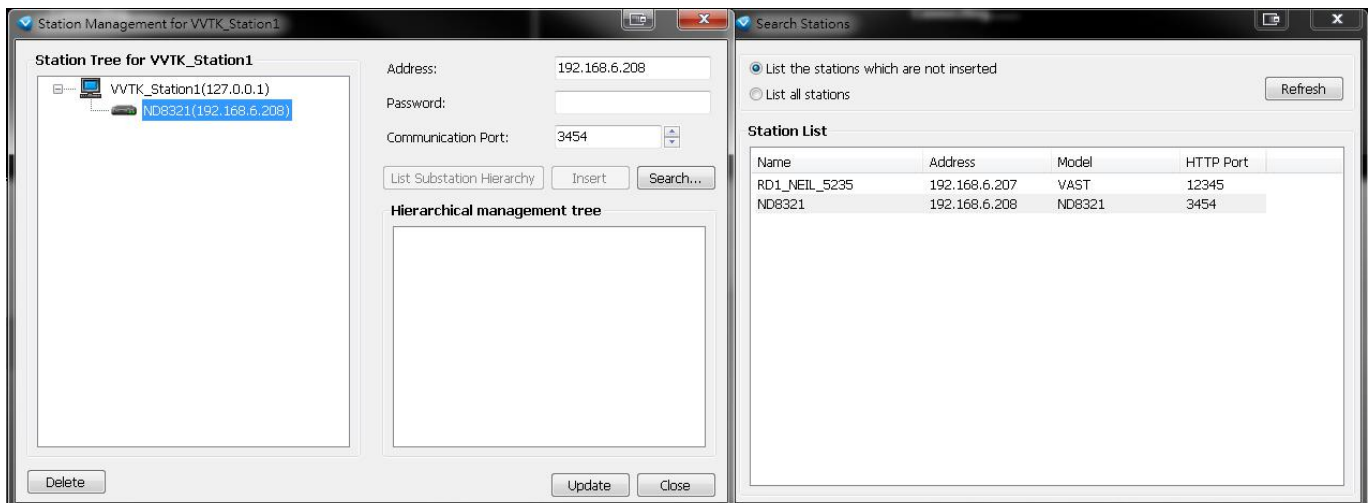 Station Management for VVTK_Station1
Station Tree for VVTK_Station1
VVTK_Station1(127.0.0.1)
ND8321(192.168.6.208)
Address: 192.168.6.208
Password:
Communication Port: 3454
List Substation Hierarchy Insert Search...
Hierarchical management tree
Delete Update Close
Search Stations
List the stations which are not inserted
List all stations
Refresh
Station List
Name Address Model HTTP Port
RD1_NEIL_5235 192.168.6.207 VAST 12345
ND8321 192.168.6.208 ND8321 3454